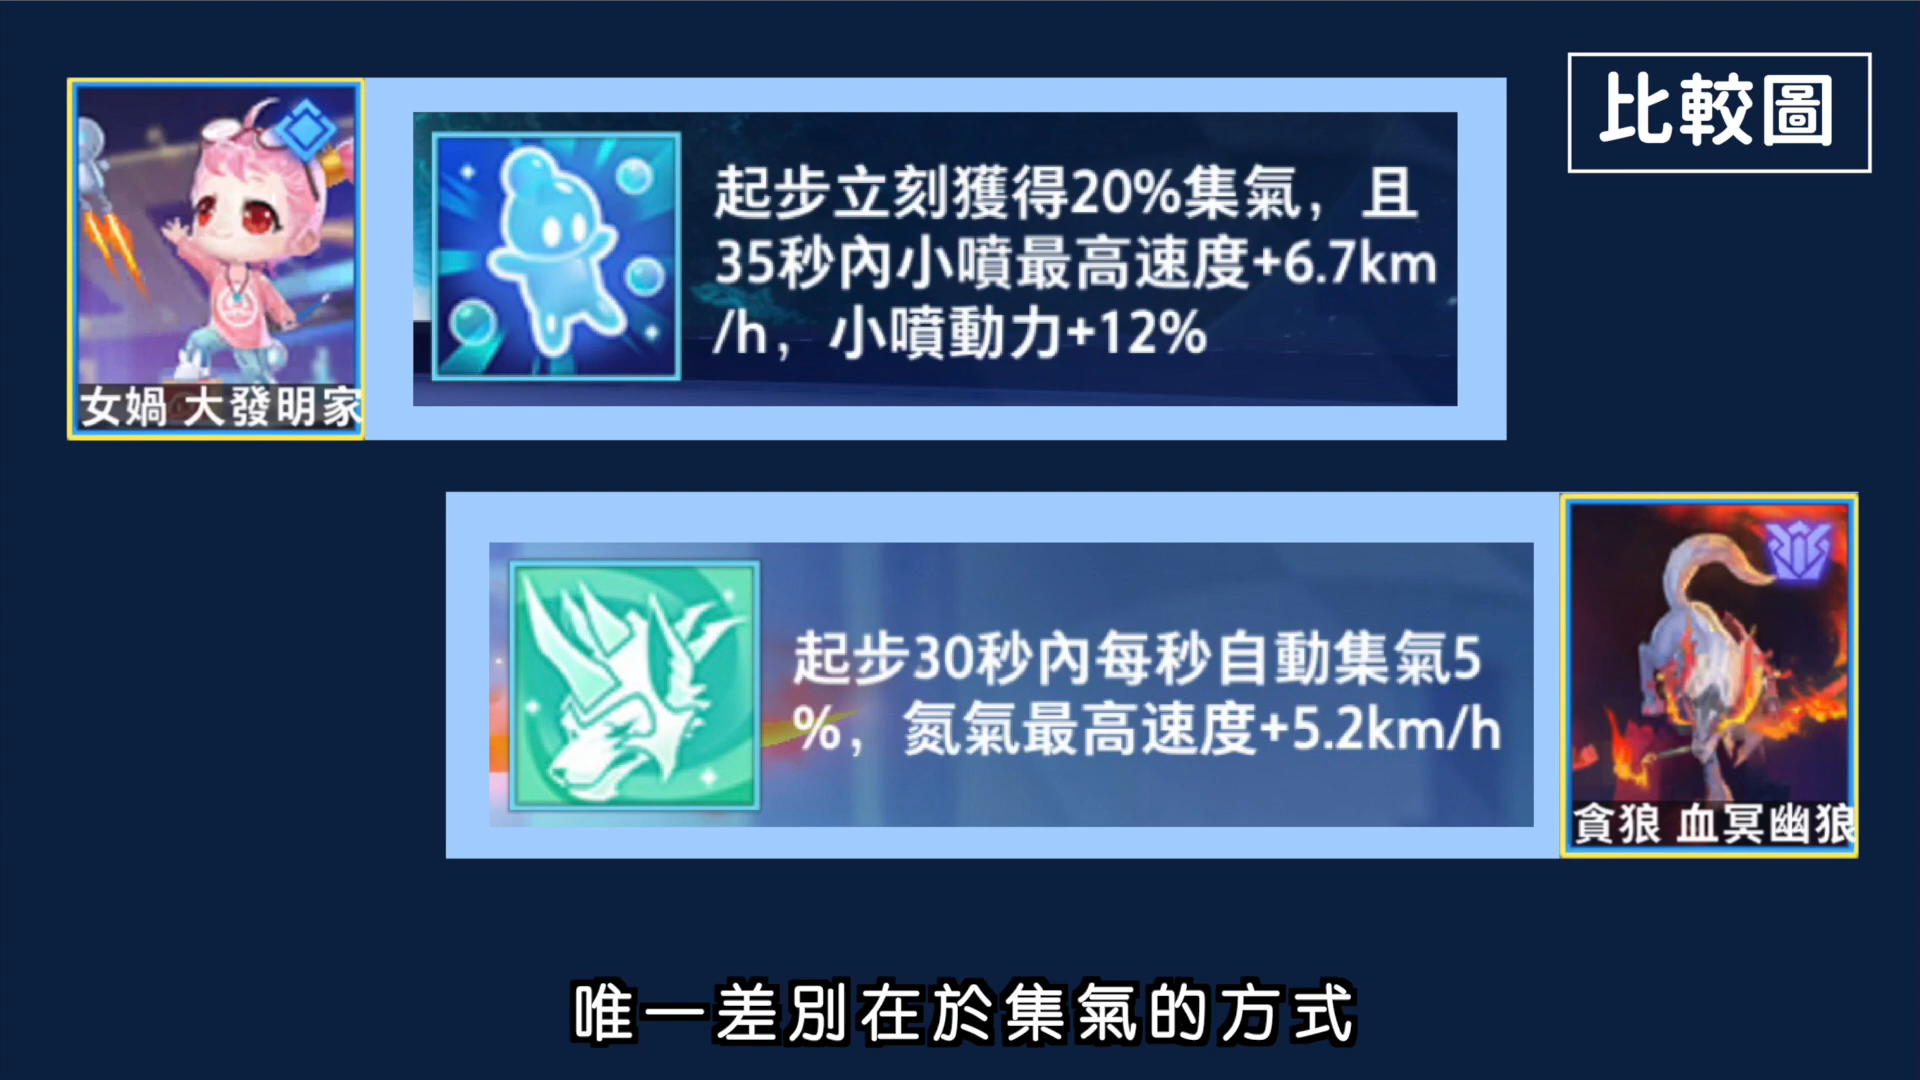 比較圖
起步立刻獲得20%集氣，且
35秒內小噴最高速度+6.7km
/h，小噴動力+12%
女媧 大發明家
起步30秒內每秒自動集氣5
%，氮氣最高速度+5.2km/h
貪狼 血冥幽狼
唯一差別在於集氣的方式